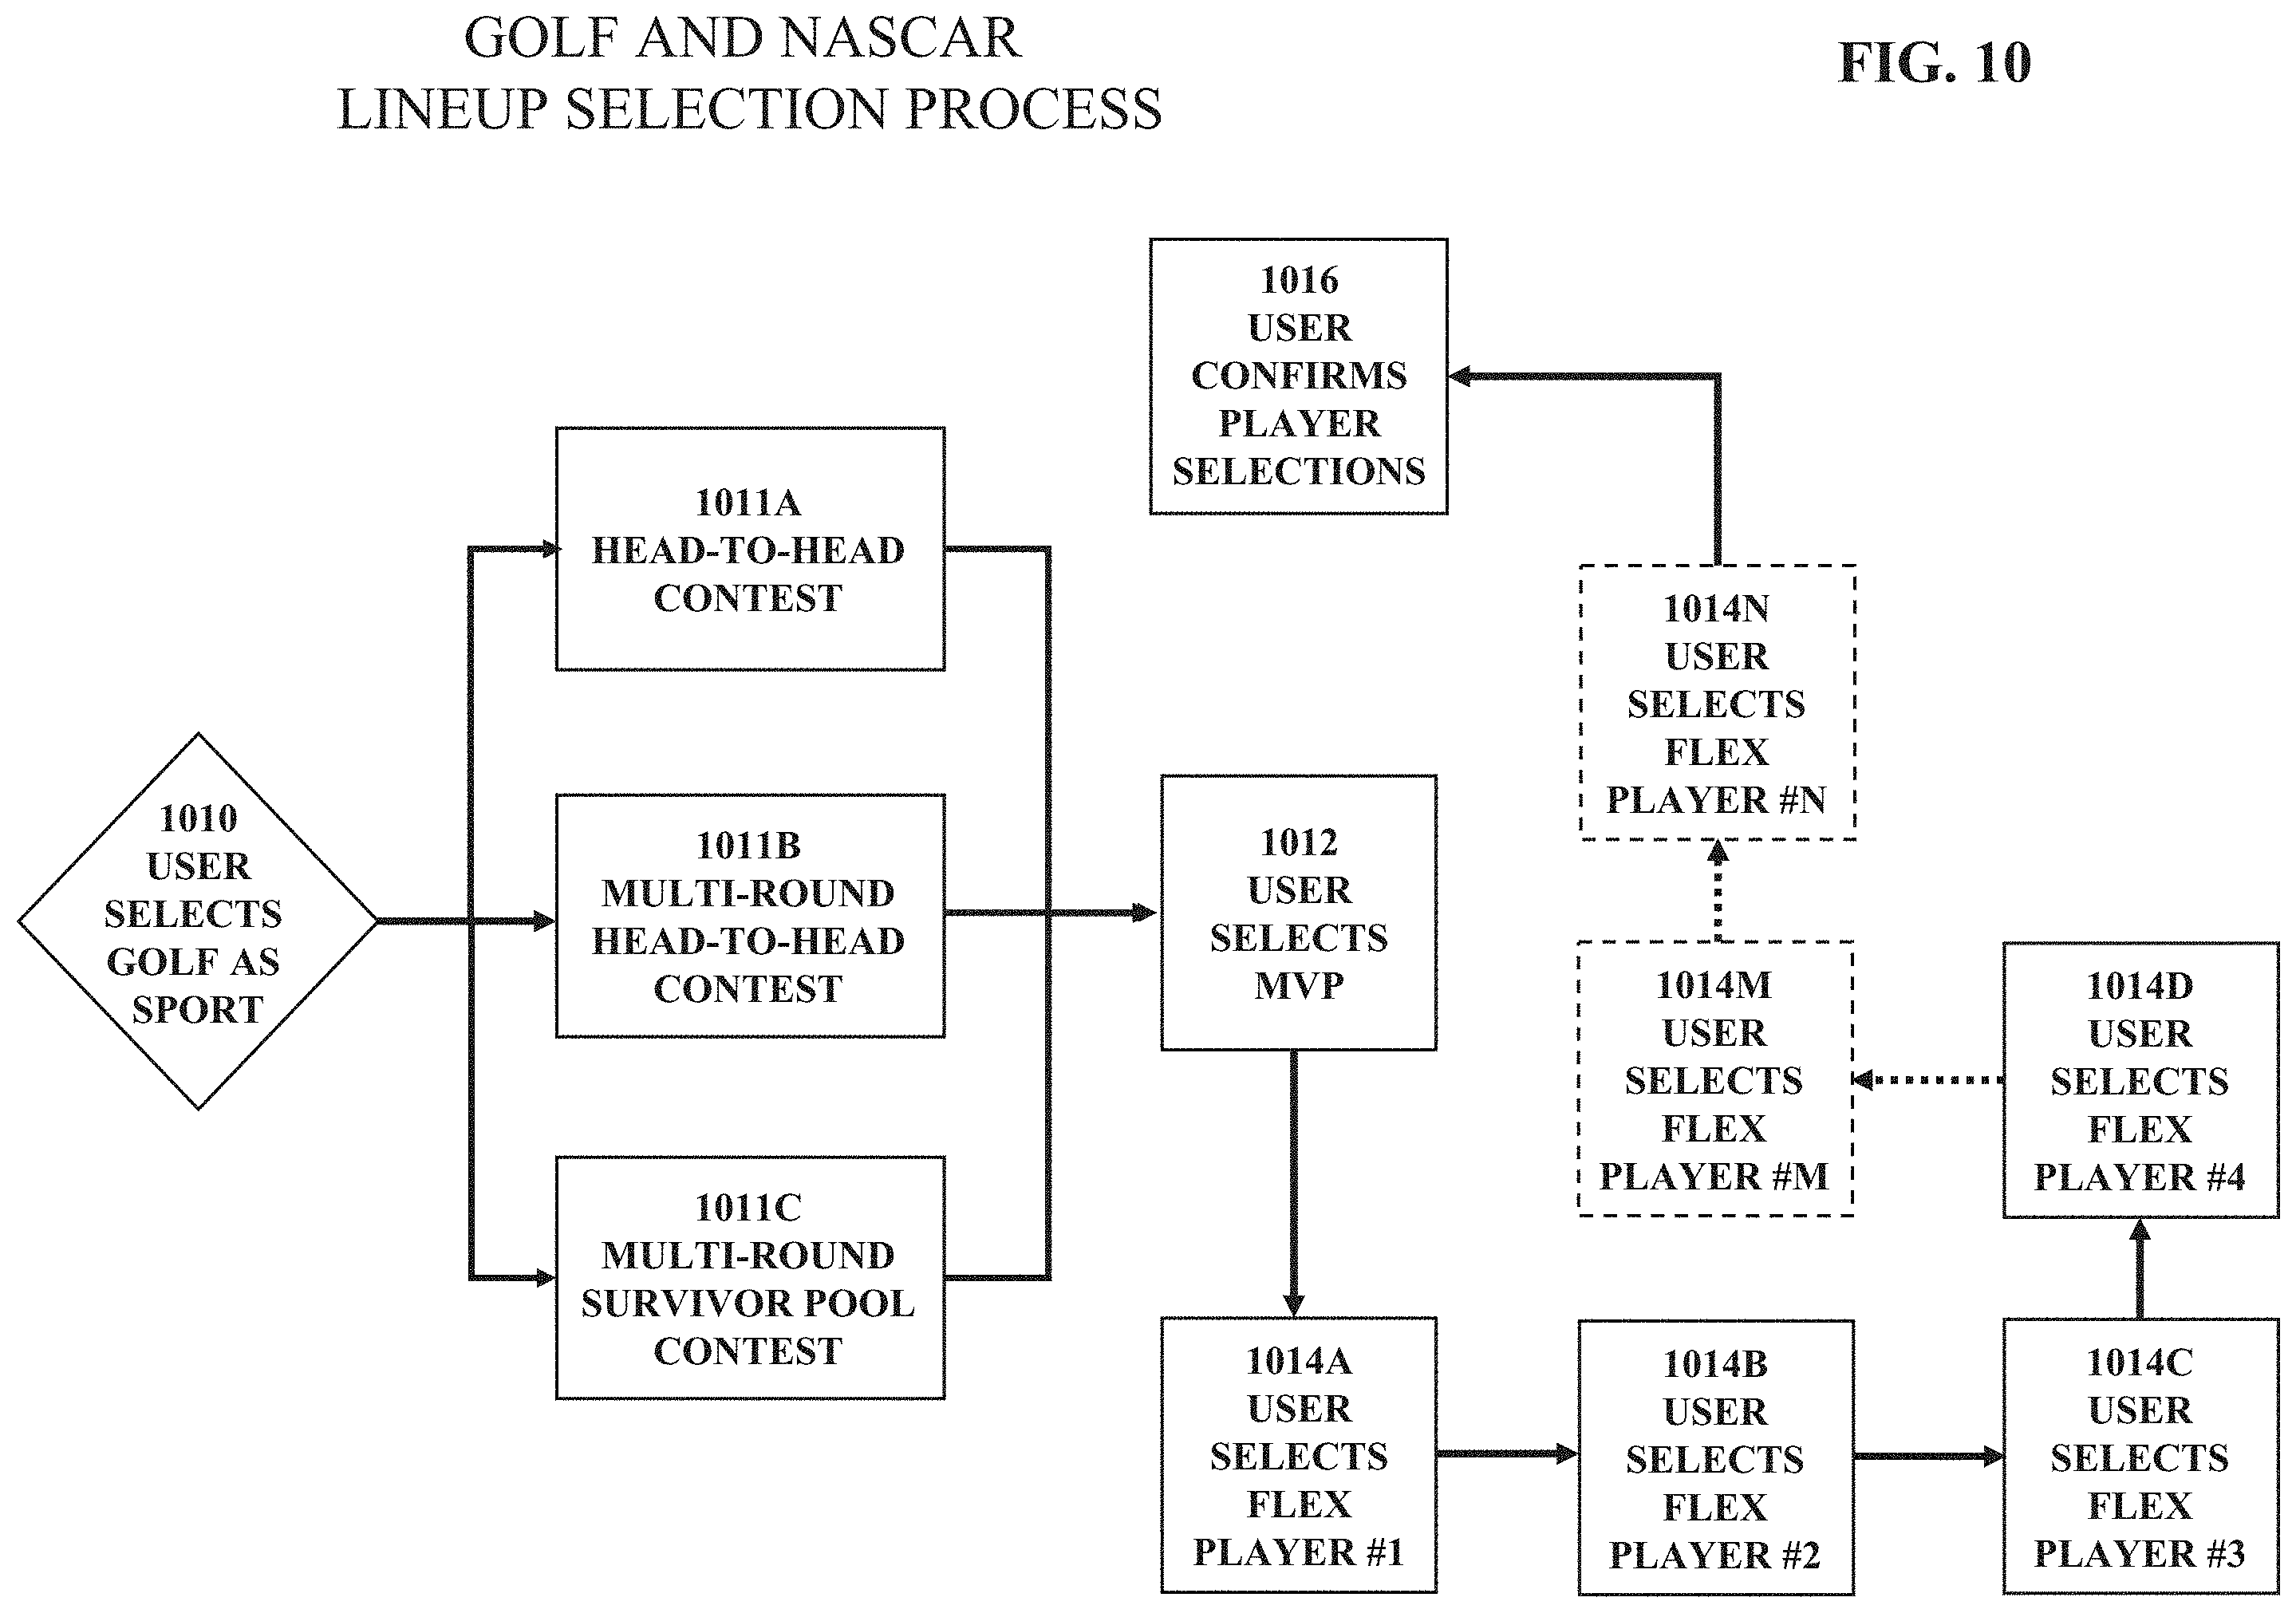 GOLF AND NASCAR
LINEUP SELECTION PROCESS
FIG. 10
1010
USER
SELECTS
GOLF AS
SPORT
1011A
HEAD-TO-HEAD
CONTEST
1011B
MULTI-ROUND
HEAD-TO-HEAD
CONTEST
1011C
MULTI-ROUND
SURVIVOR POOL
CONTEST
1012
USER
SELECTS
MVP
1014A
USER
SELECTS
FLEX
PLAYER #1
1014B
USER
SELECTS
FLEX
PLAYER #2
1014C
USER
SELECTS
FLEX
PLAYER #3
1014D
USER
SELECTS
FLEX
PLAYER #4
1014M
USER
SELECTS
FLEX
PLAYER #M
1014N
USER
SELECTS
FLEX
PLAYER #N
1016
USER
CONFIRMS
PLAYER
SELECTIONS